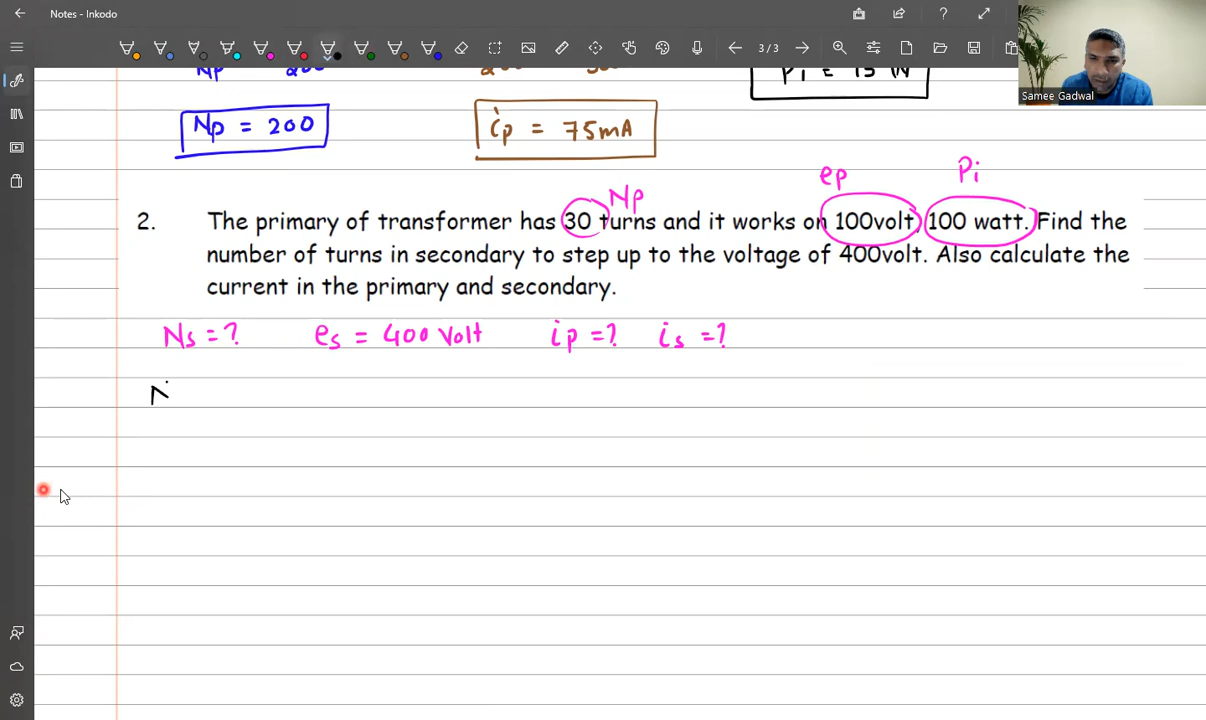 Notes - Inkodo
3 / 3
Samee Gadwal
Np = 200
ip = 75mA
Np
ep
Pi
2. The primary of transformer has 30 turns and it works on 100volt, 100 watt. Find the
number of turns in secondary to step up to the voltage of 400volt. Also calculate the
current in the primary and secondary.
Ns = ? es = 400 Volt ip = ? is = ?
N